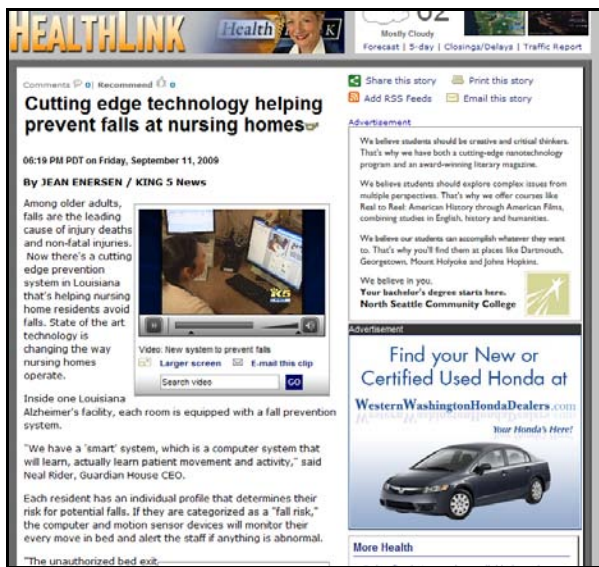 HEALTHLINK
Health
K
Mostly Cloudy
Forecast | 5-day | Closings/Delays | Traffic Report
Comments 0| Recommend 0
Cutting edge technology helping
prevent falls at nursing homes
06:19 PM PDT on Friday, September 11, 2009
By JEAN ENERSEN / KING 5 News
Among older adults,
falls are the leading
cause of injury deaths
and non-fatal injuries.
Now there's a cutting
edge prevention
system in Louisiana
that's helping nursing
home residents avoid
falls. State of the art
technology is
changing the way
nursing homes
operate.
Video: New system to prevent falls
Larger screen E-mail this clip
Search video GO
Inside one Louisiana
Alzheimer's facility, each room is equipped with a fall prevention
system.
"We have a 'smart' system, which is a computer system that
will learn, actually learn patient movement and activity," said
Neal Rider, Guardian House CEO.
Each resident has an individual profile that determines their
risk for potential falls. If they are categorized as a "fall risk,"
the computer and motion sensor devices will monitor their
every move in bed and alert the staff if anything is abnormal.
"The unauthorized bed exit
Share this story Print this story
Add RSS Feeds Email this story
Advertisement
We believe students should be creative and critical thinkers.
That's why we have both a cutting-edge nanotechnology
program and an award-winning literary magazine.
We believe students should explore complex issues from
multiple perspectives. That's why we offer courses like
Real to Reel: American History through American Films,
combining studies in English, history and humanities.
We believe our students can accomplish whatever they want
to. That's why you'll find them at places like Dartmouth,
Georgetown, Mount Holyoke and Johns Hopkins.
We believe in you.
Your bachelor's degree starts here.
North Seattle Community College
Advertisement
Find your New or
Certified Used Honda at
WesternWashingtonHondaDealers.com
Your Honda's Here!
More Health